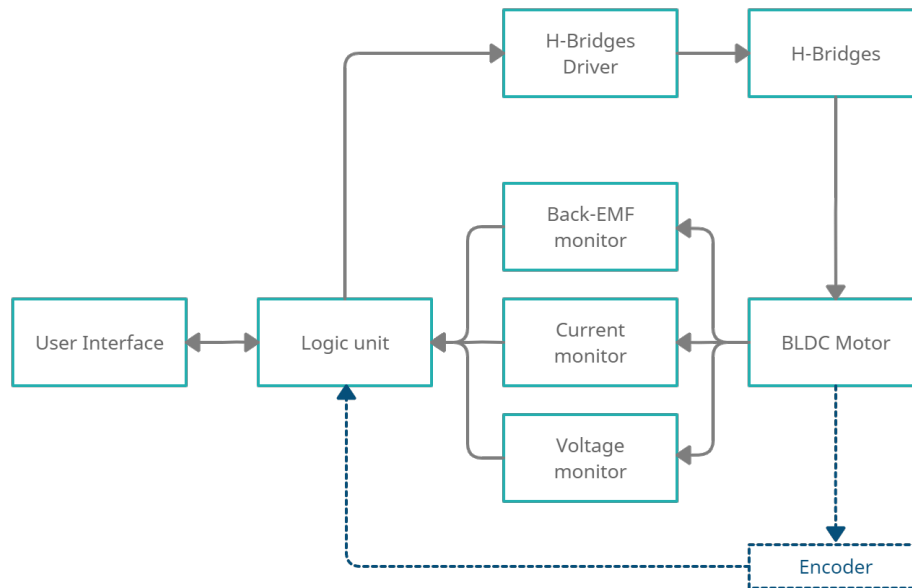 H-Bridges
Driver
H-Bridges
Back-EMF
monitor
User Interface
Logic unit
Current
monitor
BLDC Motor
Voltage
monitor
Encoder